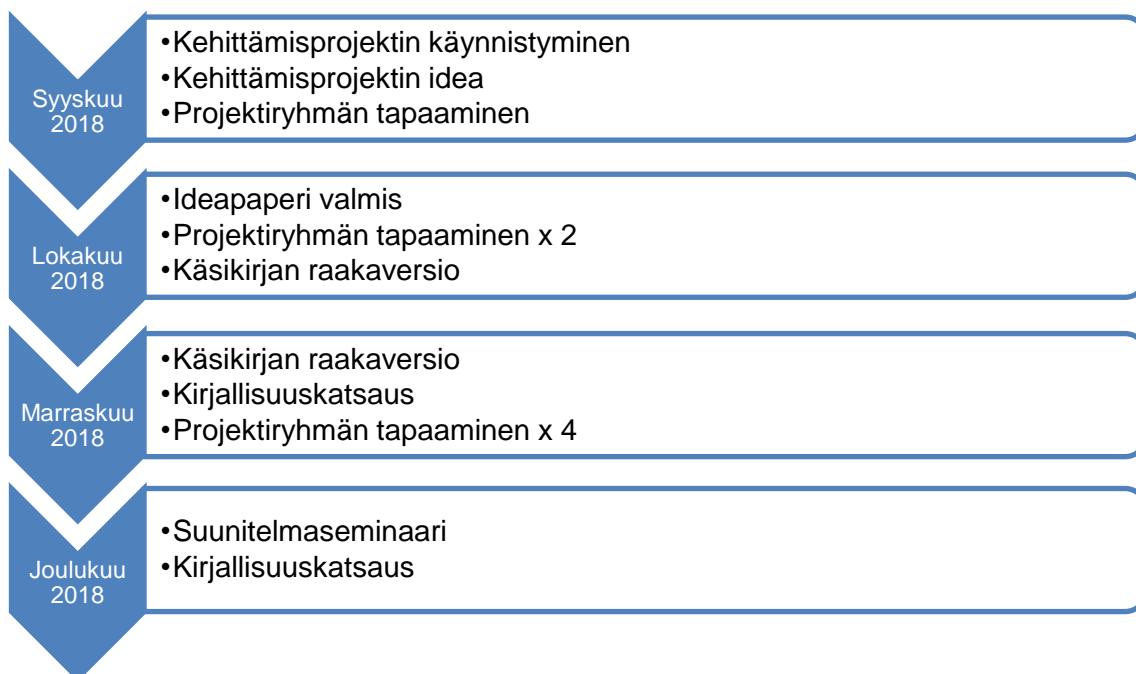 Syyskuu
2018
•Kehittämisprojektin käynnistyminen
•Kehittämisprojektin idea
•Projektiryhmän tapaaminen
Lokakuu
2018
•Ideapaperi valmis
•Projektiryhmän tapaaminen x 2
•Käsikirjan raakaversio
Marraskuu
2018
•Käsikirjan raakaversio
•Kirjallisuuskatsaus
•Projektiryhmän tapaaminen x 4
Joulukuu
2018
•Suunitelmaseminaari
•Kirjallisuuskatsaus